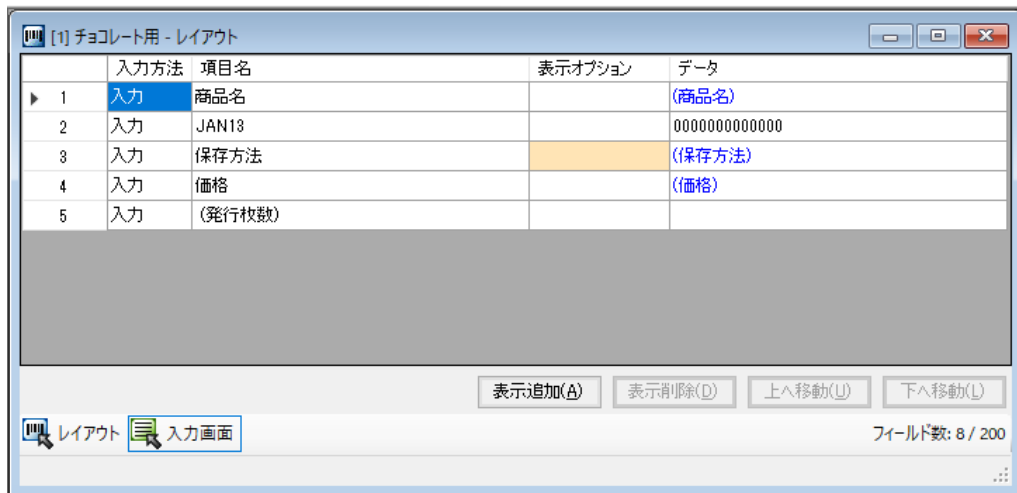 [1] チョコレート用 - レイアウト
入力方法 項目名 表示オプション データ
1 入力 商品名 (商品名)
2 入力 JAN13 0000000000000
3 入力 保存方法 (保存方法)
4 入力 価格 (価格)
5 入力 (発行枚数)
表示追加(A) 表示削除(D) 上へ移動(U) 下へ移動(L)
レイアウト 入力画面 フィールド数: 8 / 200